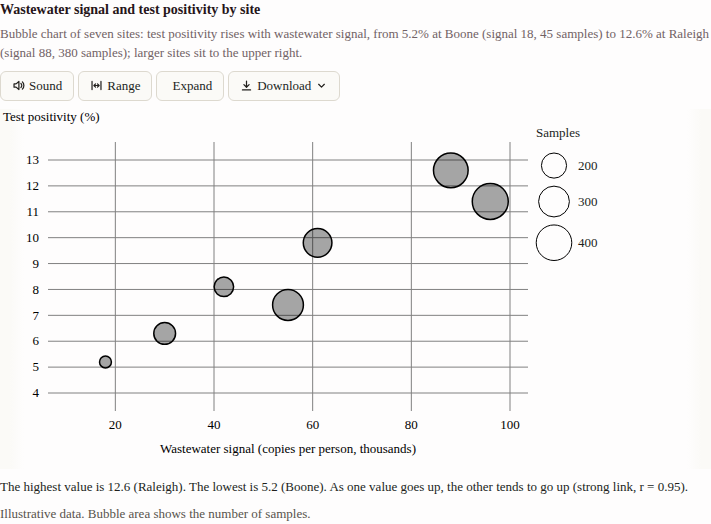 Wastewater signal and test positivity by site
Bubble chart of seven sites: test positivity rises with wastewater signal, from 5.2% at Boone (signal 18, 45 samples) to 12.6% at Raleigh
(signal 88, 380 samples); larger sites sit to the upper right.
Sound Range Expand Download
Test positivity (%)
Samples
200
300
400
13
12
11
10
9
8
7
6
5
4
20 40 60 80 100
Wastewater signal (copies per person, thousands)
The highest value is 12.6 (Raleigh). The lowest is 5.2 (Boone). As one value goes up, the other tends to go up (strong link, r = 0.95).
Illustrative data. Bubble area shows the number of samples.